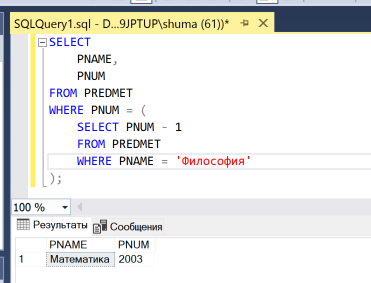 SQLQuery1.sql - D...9JPTUP\shuma (61))*
SELECT
PNAME,
PNUM
FROM PREDMET
WHERE PNUM = (
SELECT PNUM - 1
FROM PREDMET
WHERE PNAME = 'Философия'
);
100 %
Результаты Сообщения
PNAME PNUM
1 Математика 2003